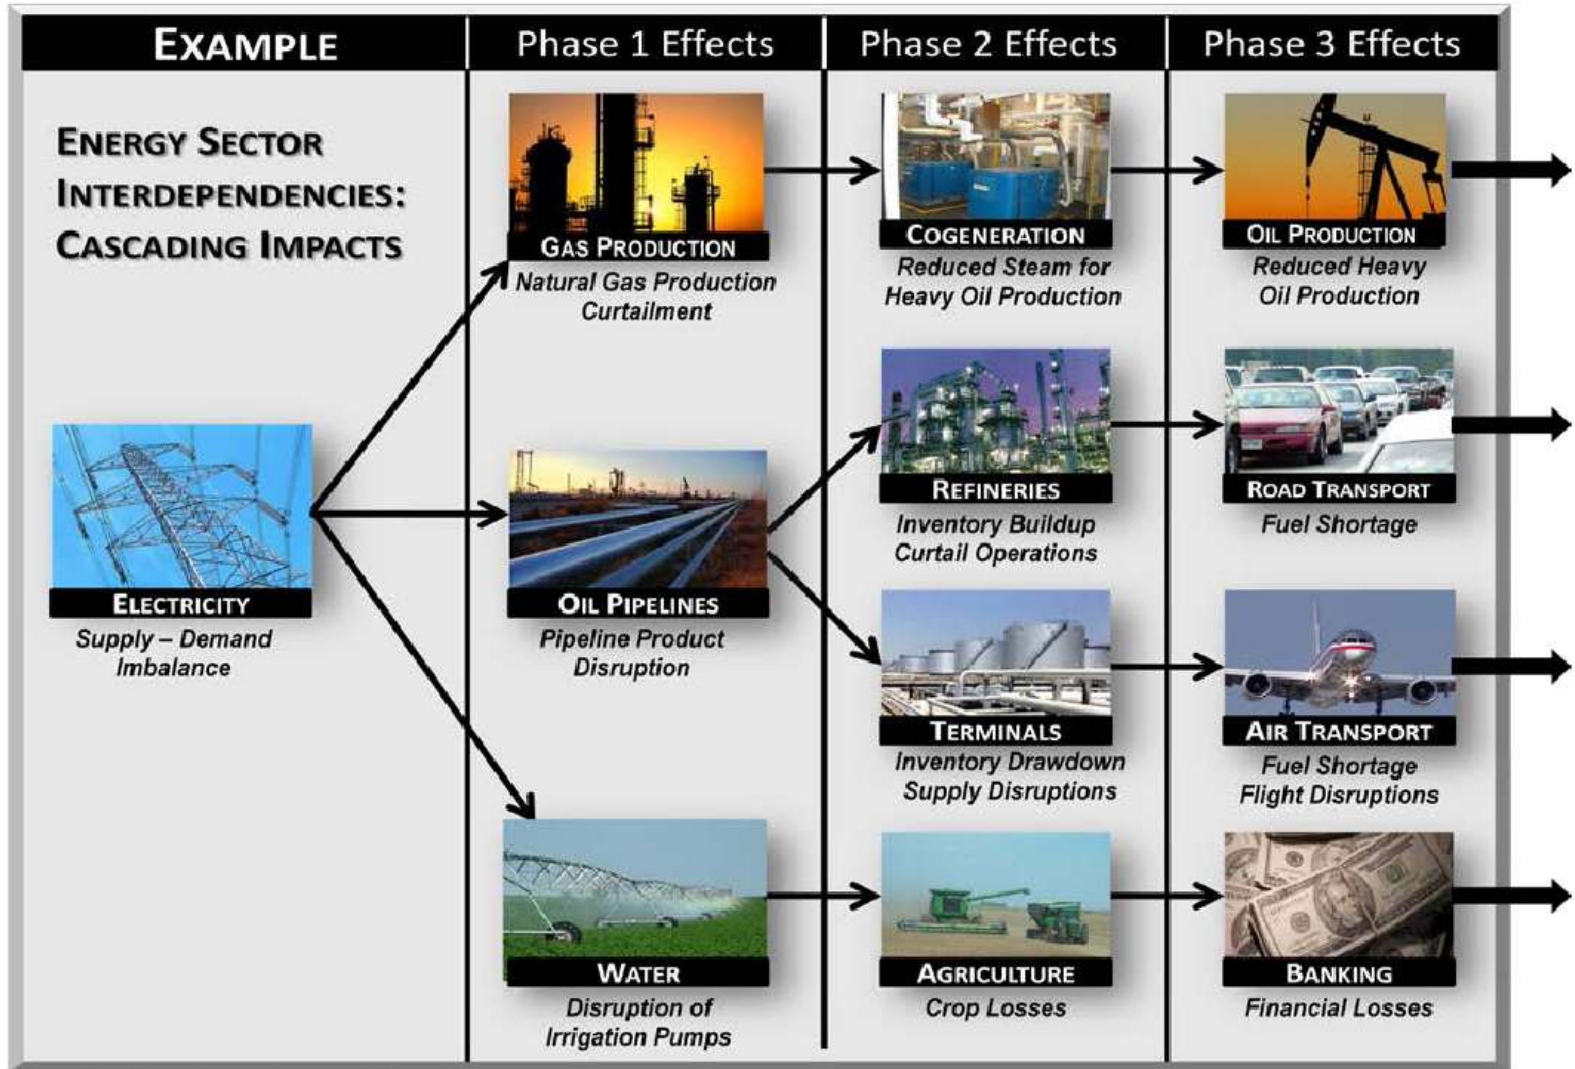 EXAMPLE
Phase 1 Effects
Phase 2 Effects
Phase 3 Effects
ENERGY SECTOR
INTERDEPENDENCIES:
CASCADING IMPACTS
ELECTRICITY
Supply – Demand
Imbalance
GAS PRODUCTION
Natural Gas Production
Curtailment
OIL PIPELINES
Pipeline Product
Disruption
WATER
Disruption of
Irrigation Pumps
COGENERATION
Reduced Steam for
Heavy Oil Production
REFINERIES
Inventory Buildup
Curtail Operations
TERMINALS
Inventory Drawdown
Supply Disruptions
AGRICULTURE
Crop Losses
OIL PRODUCTION
Reduced Heavy
Oil Production
ROAD TRANSPORT
Fuel Shortage
AIR TRANSPORT
Fuel Shortage
Flight Disruptions
BANKING
Financial Losses